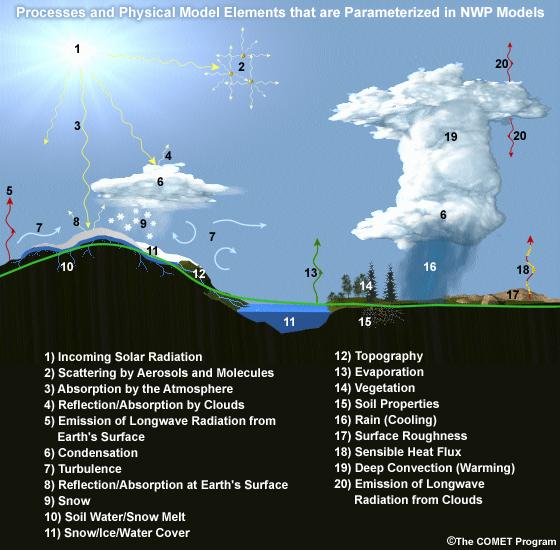 Processes and Physical Model Elements that are Parameterized in NWP Models
1
2
20
3
4
19
20
5
6
8
9
7
7
6
11
10
12
13
14
16
18
17
11
15
1) Incoming Solar Radiation
2) Scattering by Aerosols and Molecules
3) Absorption by the Atmosphere
4) Reflection/Absorption by Clouds
5) Emission of Longwave Radiation from
Earth's Surface
6) Condensation
7) Turbulence
8) Reflection/Absorption at Earth's Surface
9) Snow
10) Soil Water/Snow Melt
11) Snow/Ice/Water Cover
12) Topography
13) Evaporation
14) Vegetation
15) Soil Properties
16) Rain (Cooling)
17) Surface Roughness
18) Sensible Heat Flux
19) Deep Convection (Warming)
20) Emission of Longwave
Radiation from Clouds
©The COMET Program